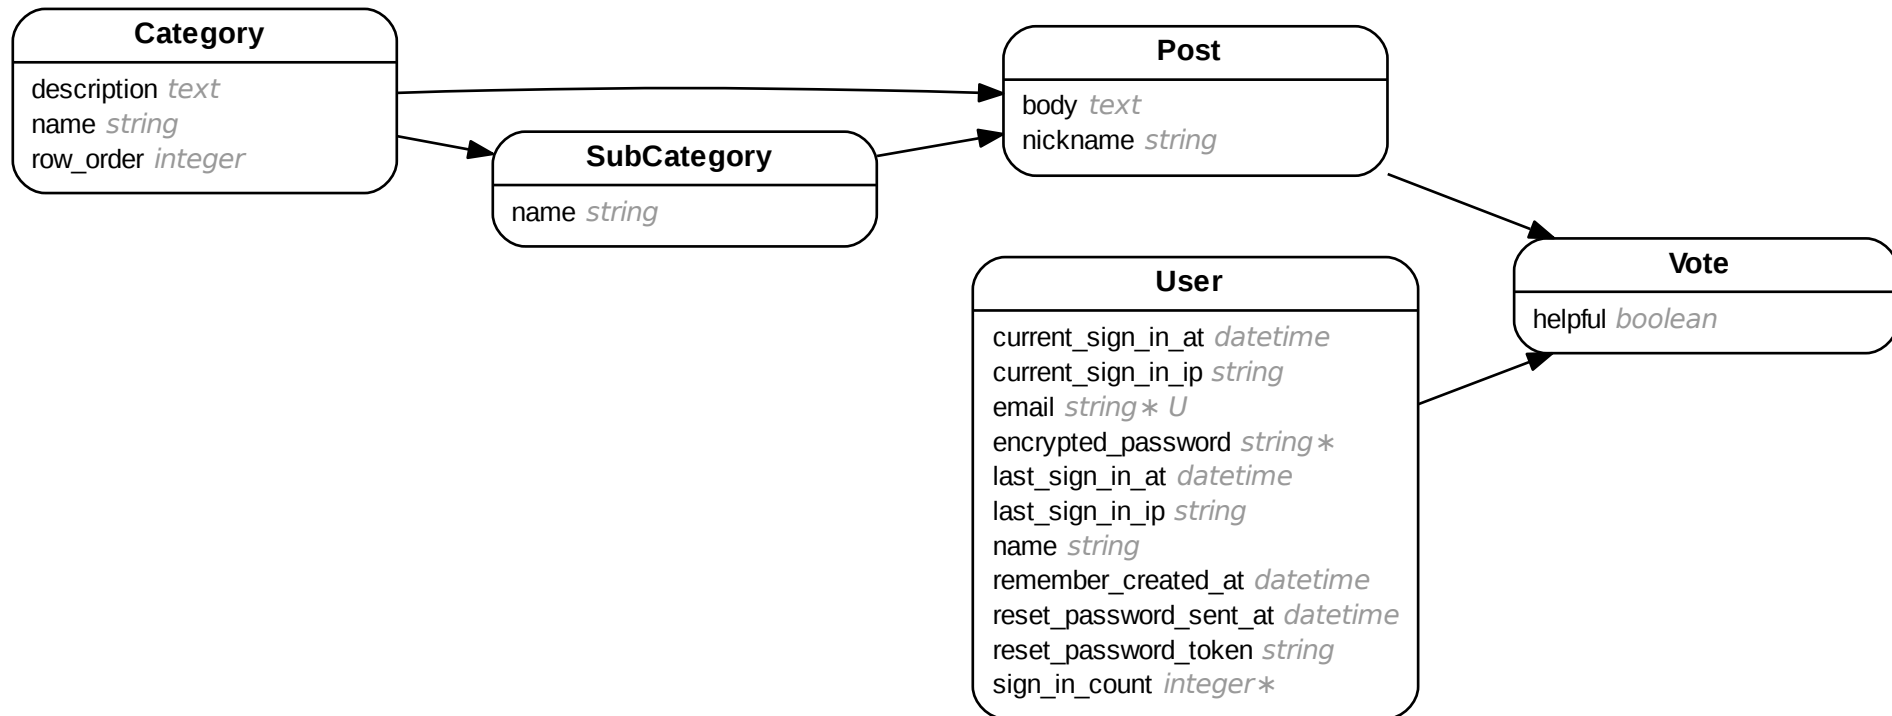 Category
description text
name string
row_order integer
SubCategory
name string
Post
body text
nickname string
User
current_sign_in_at datetime
current_sign_in_ip string
email string∗ U
encrypted_password string∗
last_sign_in_at datetime
last_sign_in_ip string
name string
remember_created_at datetime
reset_password_sent_at datetime
reset_password_token string
sign_in_count integer∗
Vote
helpful boolean